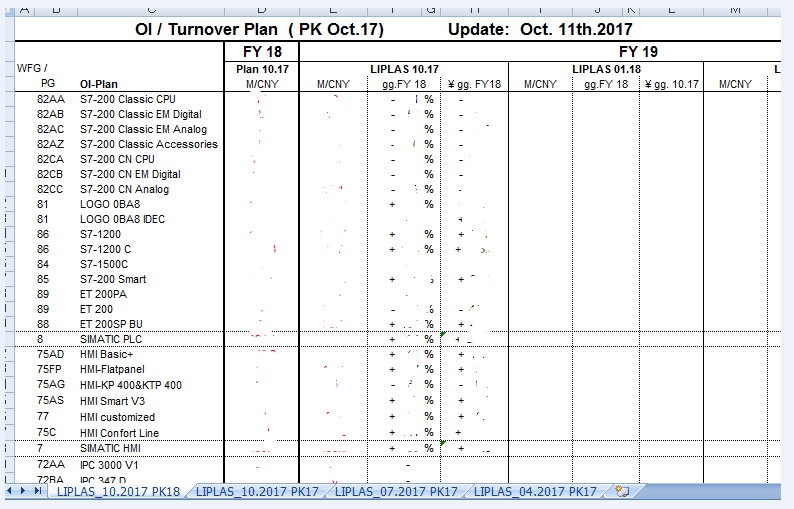 A B C D E F G H I J K L M
OI / Turnover Plan ( PK Oct.17) Update: Oct. 11th.2017
FY 18 FY 19
WFG / Plan 10.17 LIPLAS 10.17 LIPLAS 01.18 L
PG OI-Plan M/CNY M/CNY gg.FY 18 ¥ gg. FY18 M/CNY gg.FY 18 ¥ gg. 10.17 M/CNY
82AA S7-200 Classic CPU - % -
82AB S7-200 Classic EM Digital - % -
82AC S7-200 Classic EM Analog - % -
82AZ S7-200 Classic Accessories - % -
82CA S7-200 CN CPU - % -
82CB S7-200 CN EM Digital - % -
82CC S7-200 CN Analog - % -
81 LOGO 0BA8 + %
81 LOGO 0BA8 IDEC +
86 S7-1200 + % +
86 S7-1200 C + % +
84 S7-1500C
85 S7-200 Smart + % +
89 ET 200PA
89 ET 200 - % -
88 ET 200SP BU + % +
8 SIMATIC PLC + % +
75AD HMI Basic+ + % +
75FP HMI-Flatpanel + % +
75AG HMI-KP 400&KTP 400 - % +
75AS HMI Smart V3 + % +
77 HMI customized + % +
75C HMI Confort Line + % +
7 SIMATIC HMI + % +
72AA IPC 3000 V1 -
72BA IPC 347 D
LIPLAS_10.2017 PK18 LIPLAS_10.2017 PK17 LIPLAS_07.2017 PK17 LIPLAS_04.2017 PK17